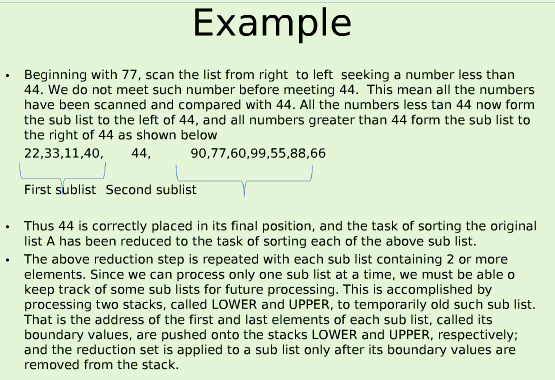 Example
• Beginning with 77, scan the list from right to left seeking a number less than
44. We do not meet such number before meeting 44. This mean all the numbers
have been scanned and compared with 44. All the numbers less tan 44 now form
the sub list to the left of 44, and all numbers greater than 44 form the sub list to
the right of 44 as shown below
22,33,11,40, 44, 90,77,60,99,55,88,66
First sublist Second sublist
• Thus 44 is correctly placed in its final position, and the task of sorting the original
list A has been reduced to the task of sorting each of the above sub list.
• The above reduction step is repeated with each sub list containing 2 or more
elements. Since we can process only one sub list at a time, we must be able o
keep track of some sub lists for future processing. This is accomplished by
processing two stacks, called LOWER and UPPER, to temporarily old such sub list.
That is the address of the first and last elements of each sub list, called its
boundary values, are pushed onto the stacks LOWER and UPPER, respectively;
and the reduction set is applied to a sub list only after its boundary values are
removed from the stack.